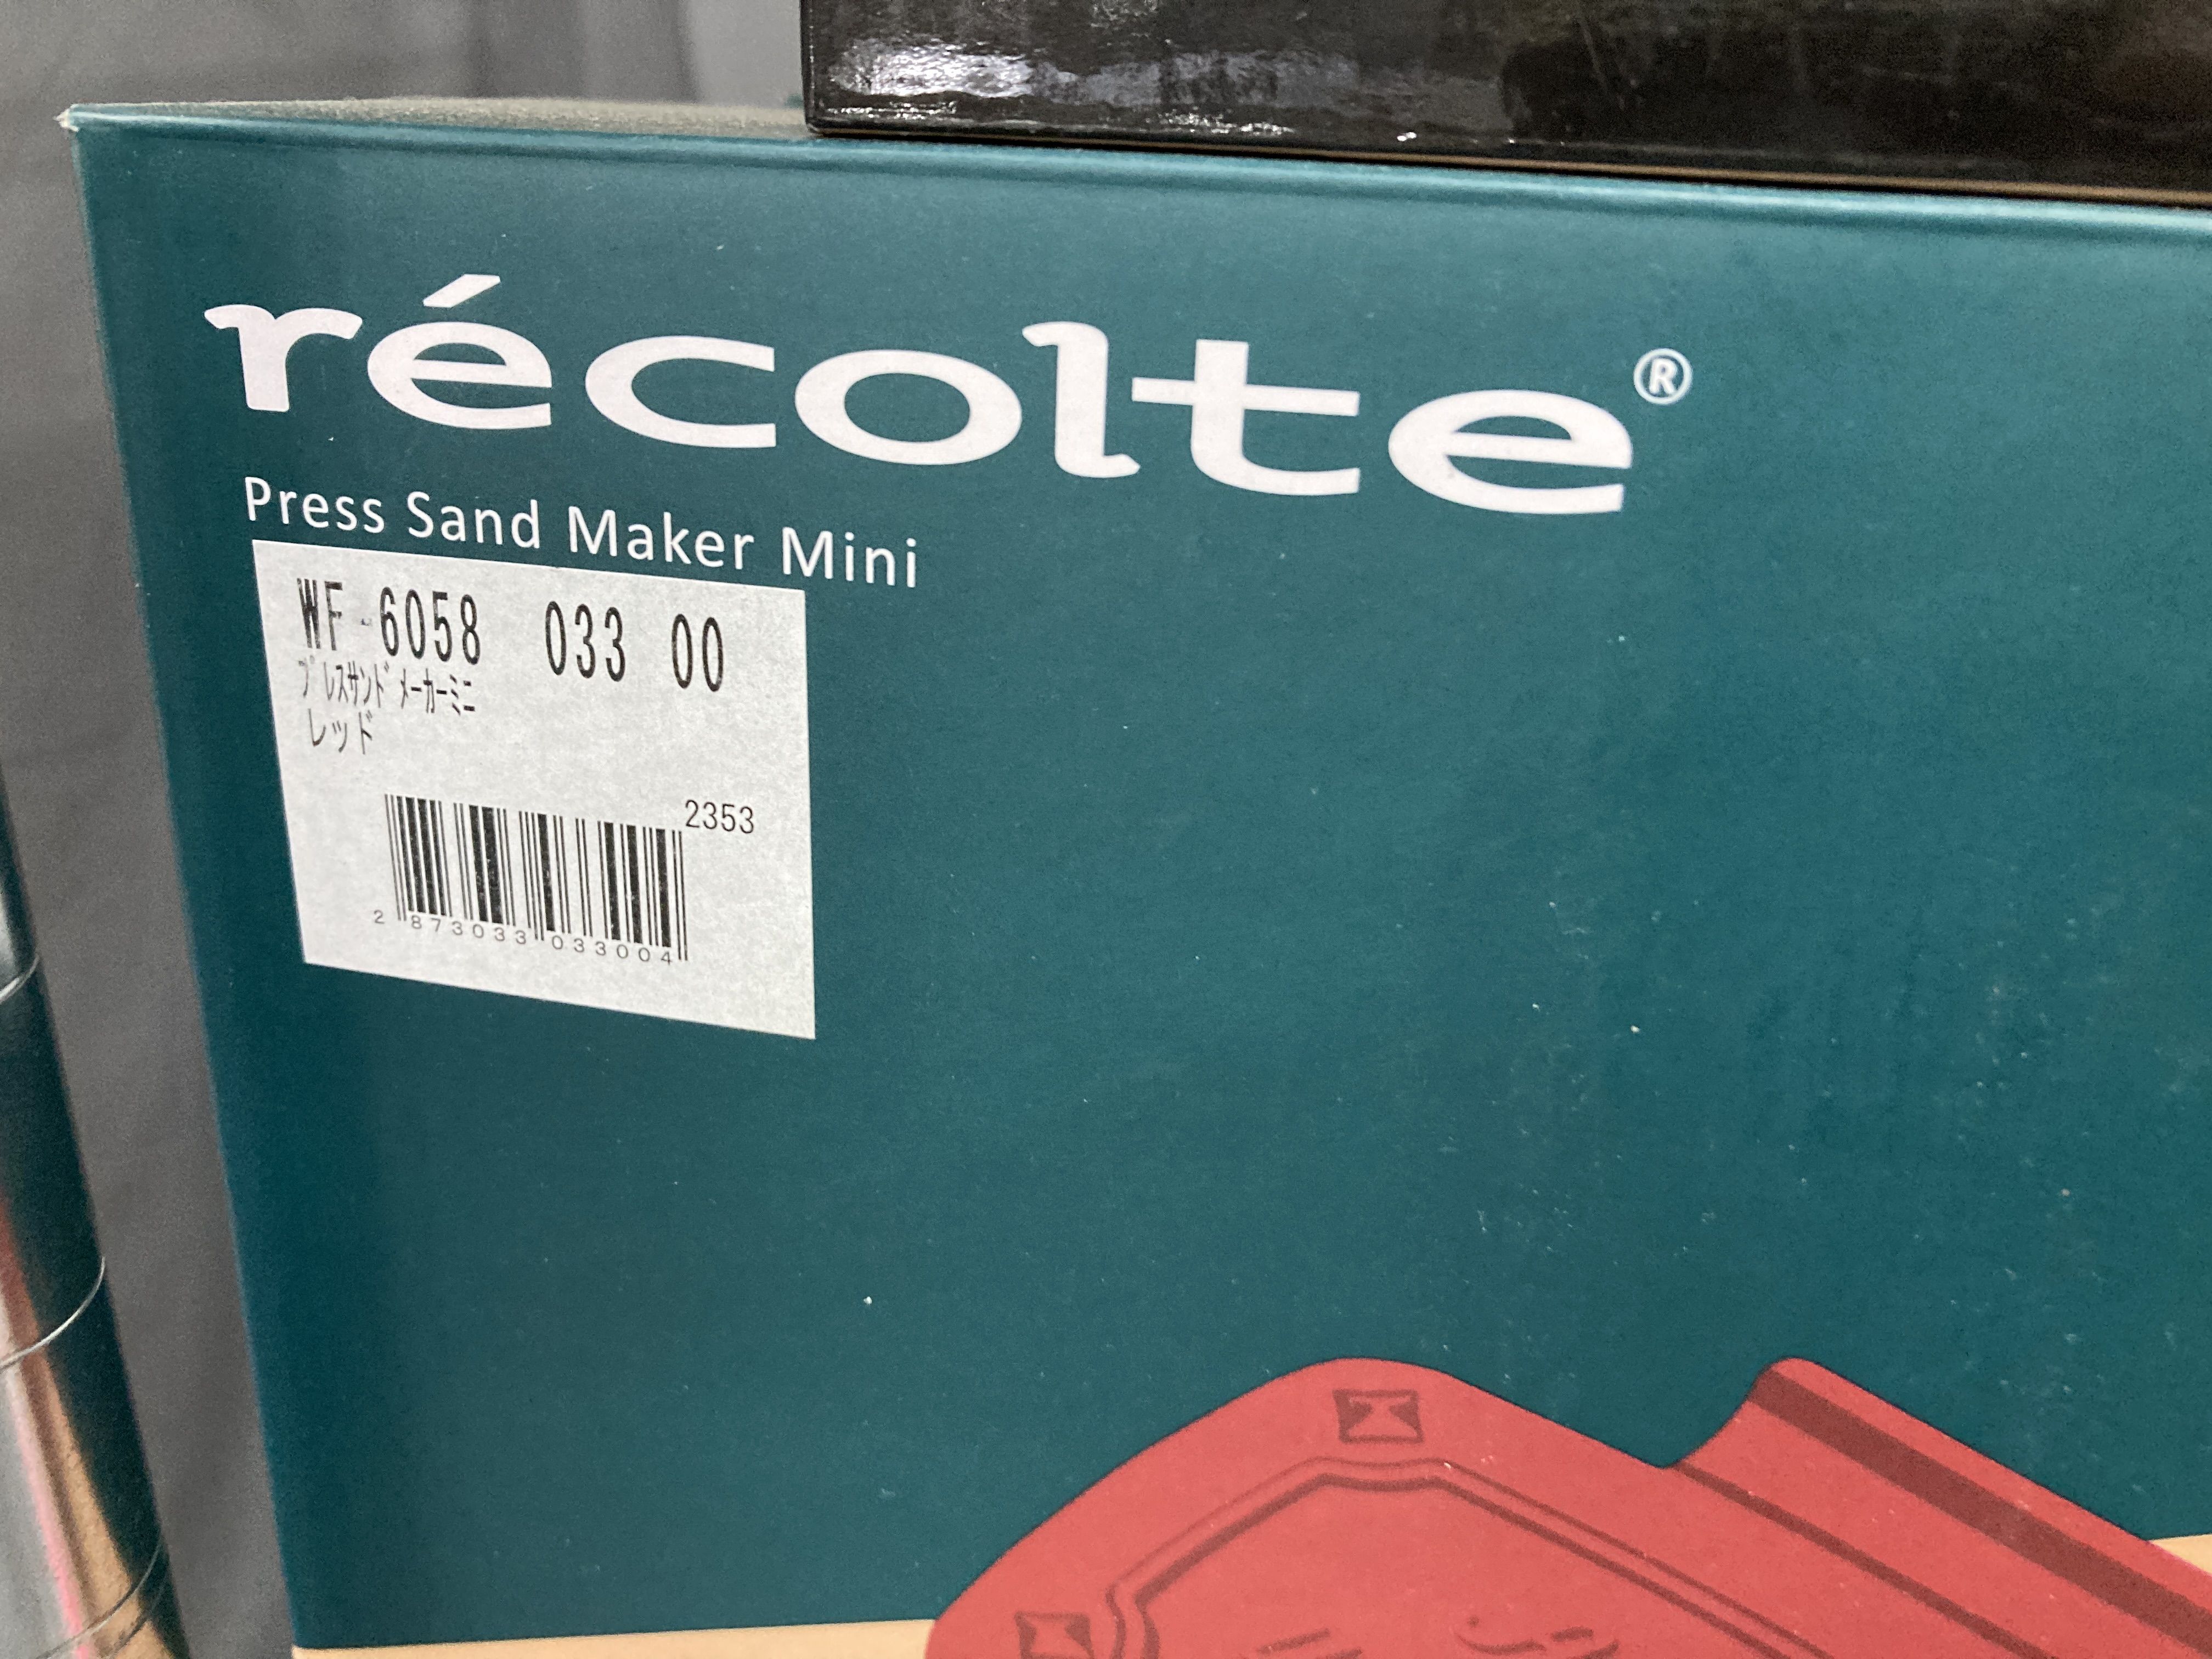 récolte®
Press Sand Maker Mini
WF-6058 033 00
プレスサンドメーカーミニ
レッド
2353
2 873033 033004